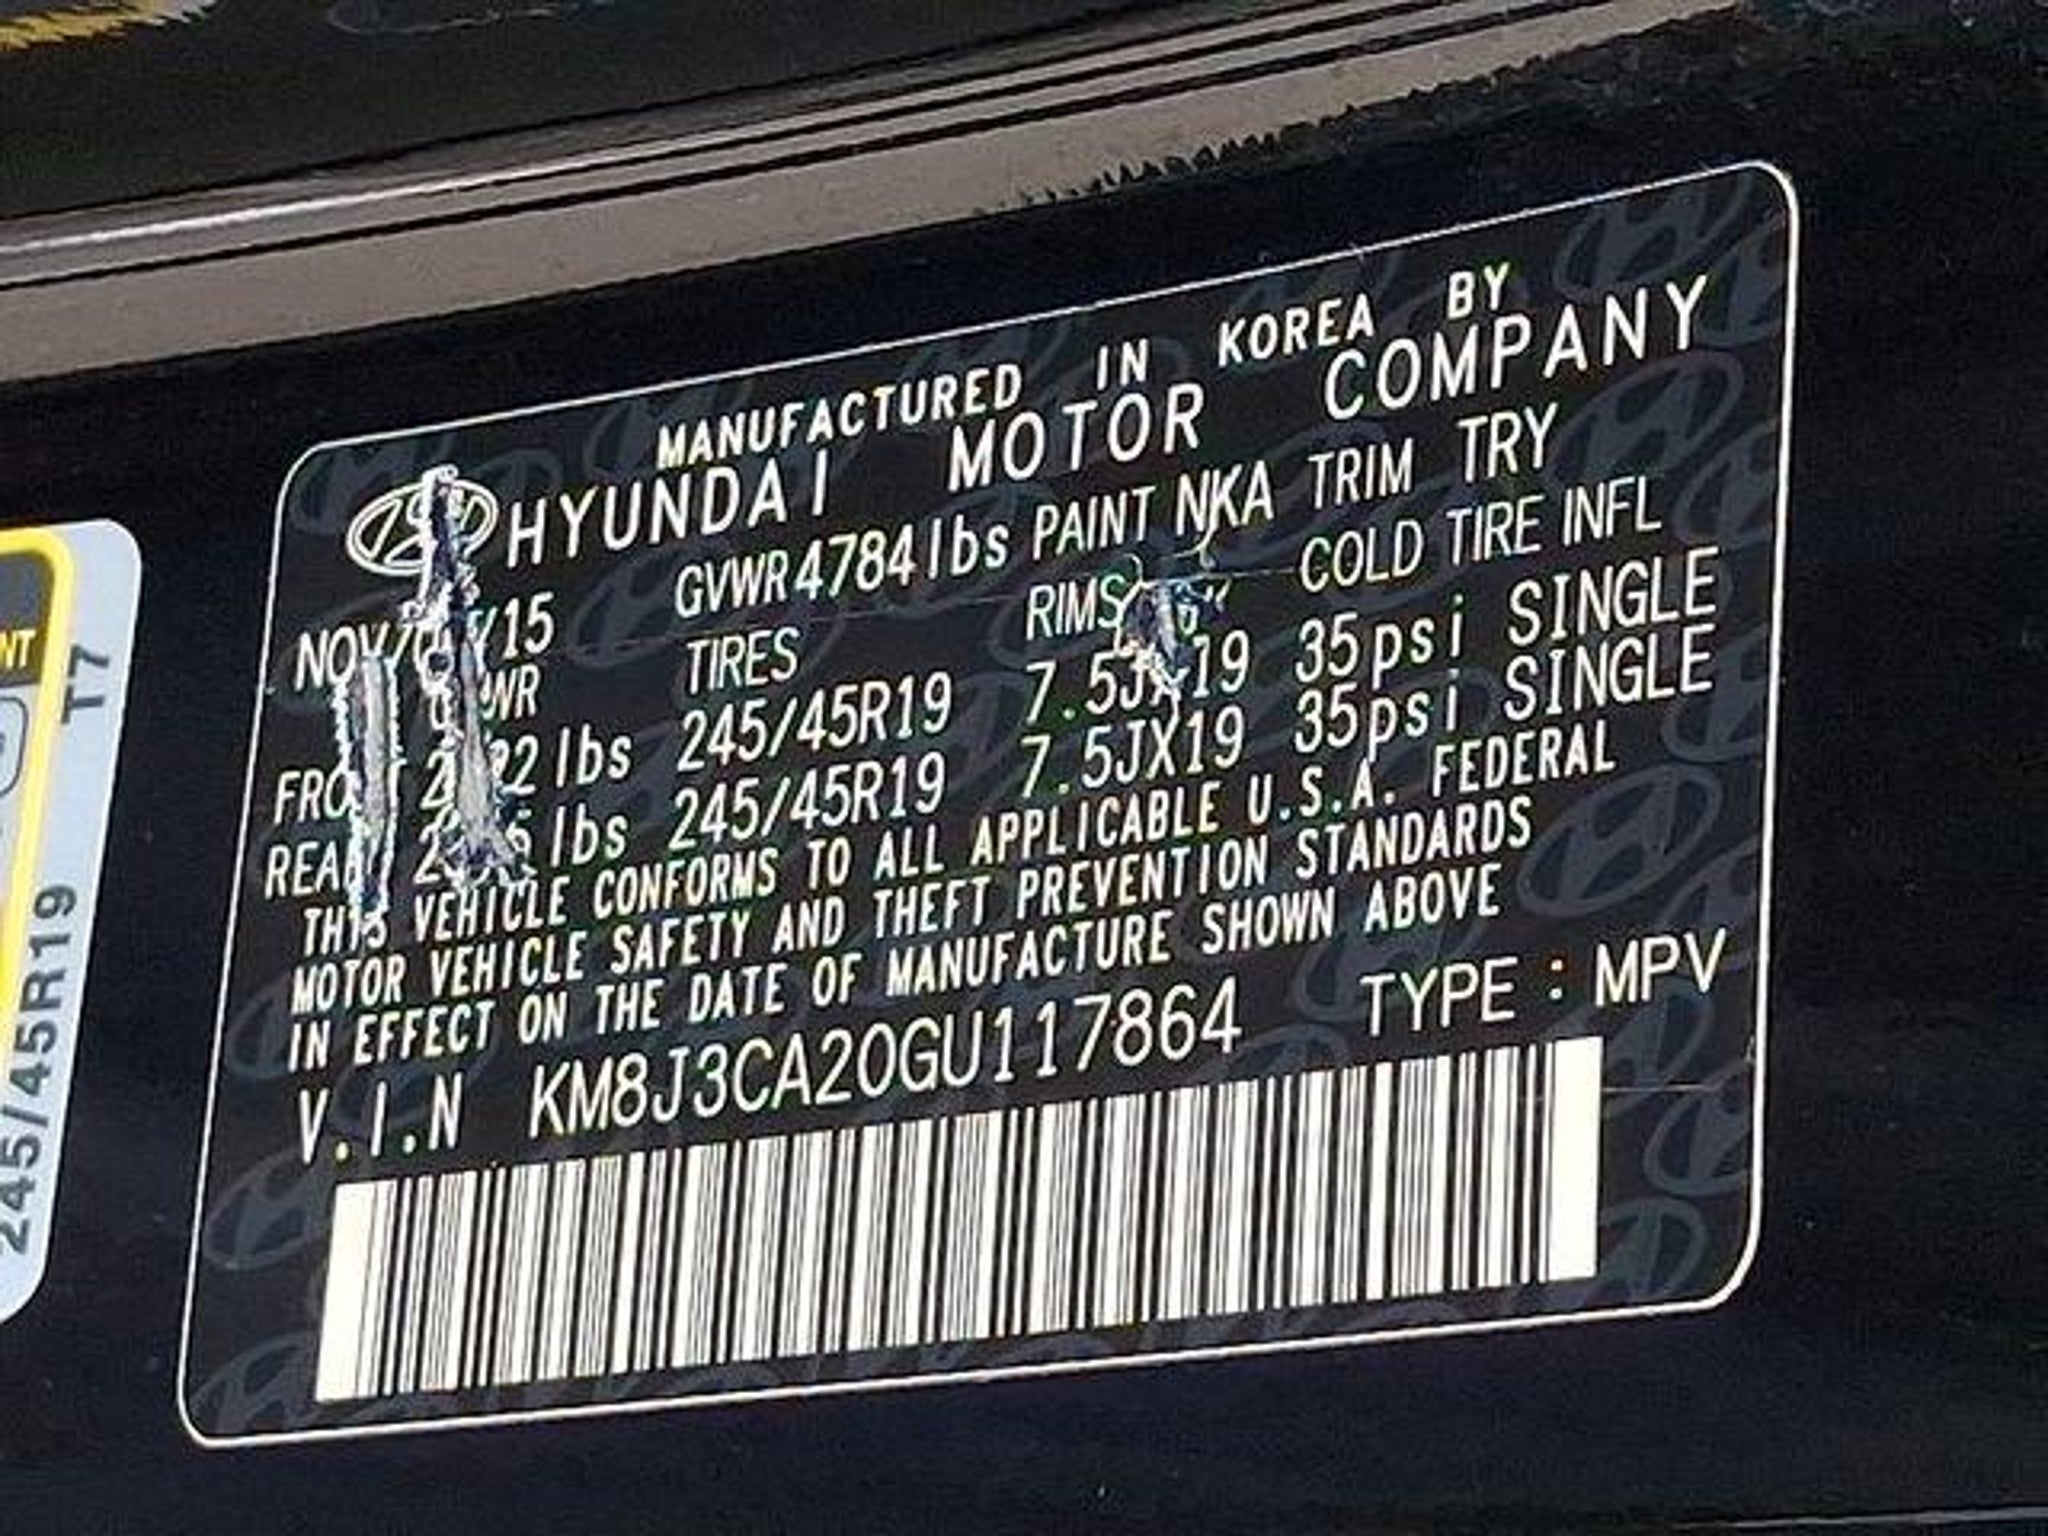 MANUFACTURED IN KOREA BY
HYUNDAI MOTOR COMPANY
GVWR 4784 lbs PAINT NKA TRIM TRY
TIRES RIMS COLD TIRE INFL
lbs 245/45R19 7.5JX19 35psi SINGLE
REAR lbs 245/45R19 7.5JX19 35psi SINGLE
THIS VEHICLE CONFORMS TO ALL APPLICABLE U.S.A. FEDERAL
MOTOR VEHICLE SAFETY AND THEFT PREVENTION STANDARDS
IN EFFECT ON THE DATE OF MANUFACTURE SHOWN ABOVE
V.I.N KM8J3CA20GU117864 TYPE : MPV
NT
245/45R19 T7